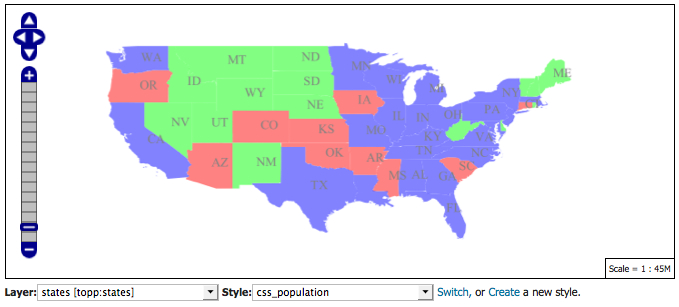 WA
MT
ND
MN
ME
OR
ID
SD
WI
MI
NY
WY
IA
NE
PA
NV
UT
IL
IN
OH
CO
KS
MO
KY
VA
CA
AZ
NM
OK
AR
TN
NC
SC
TX
MS
AL
GA
FL
Scale = 1 : 45M
Layer: states [topp:states] Style: css_population Switch, or Create a new style.